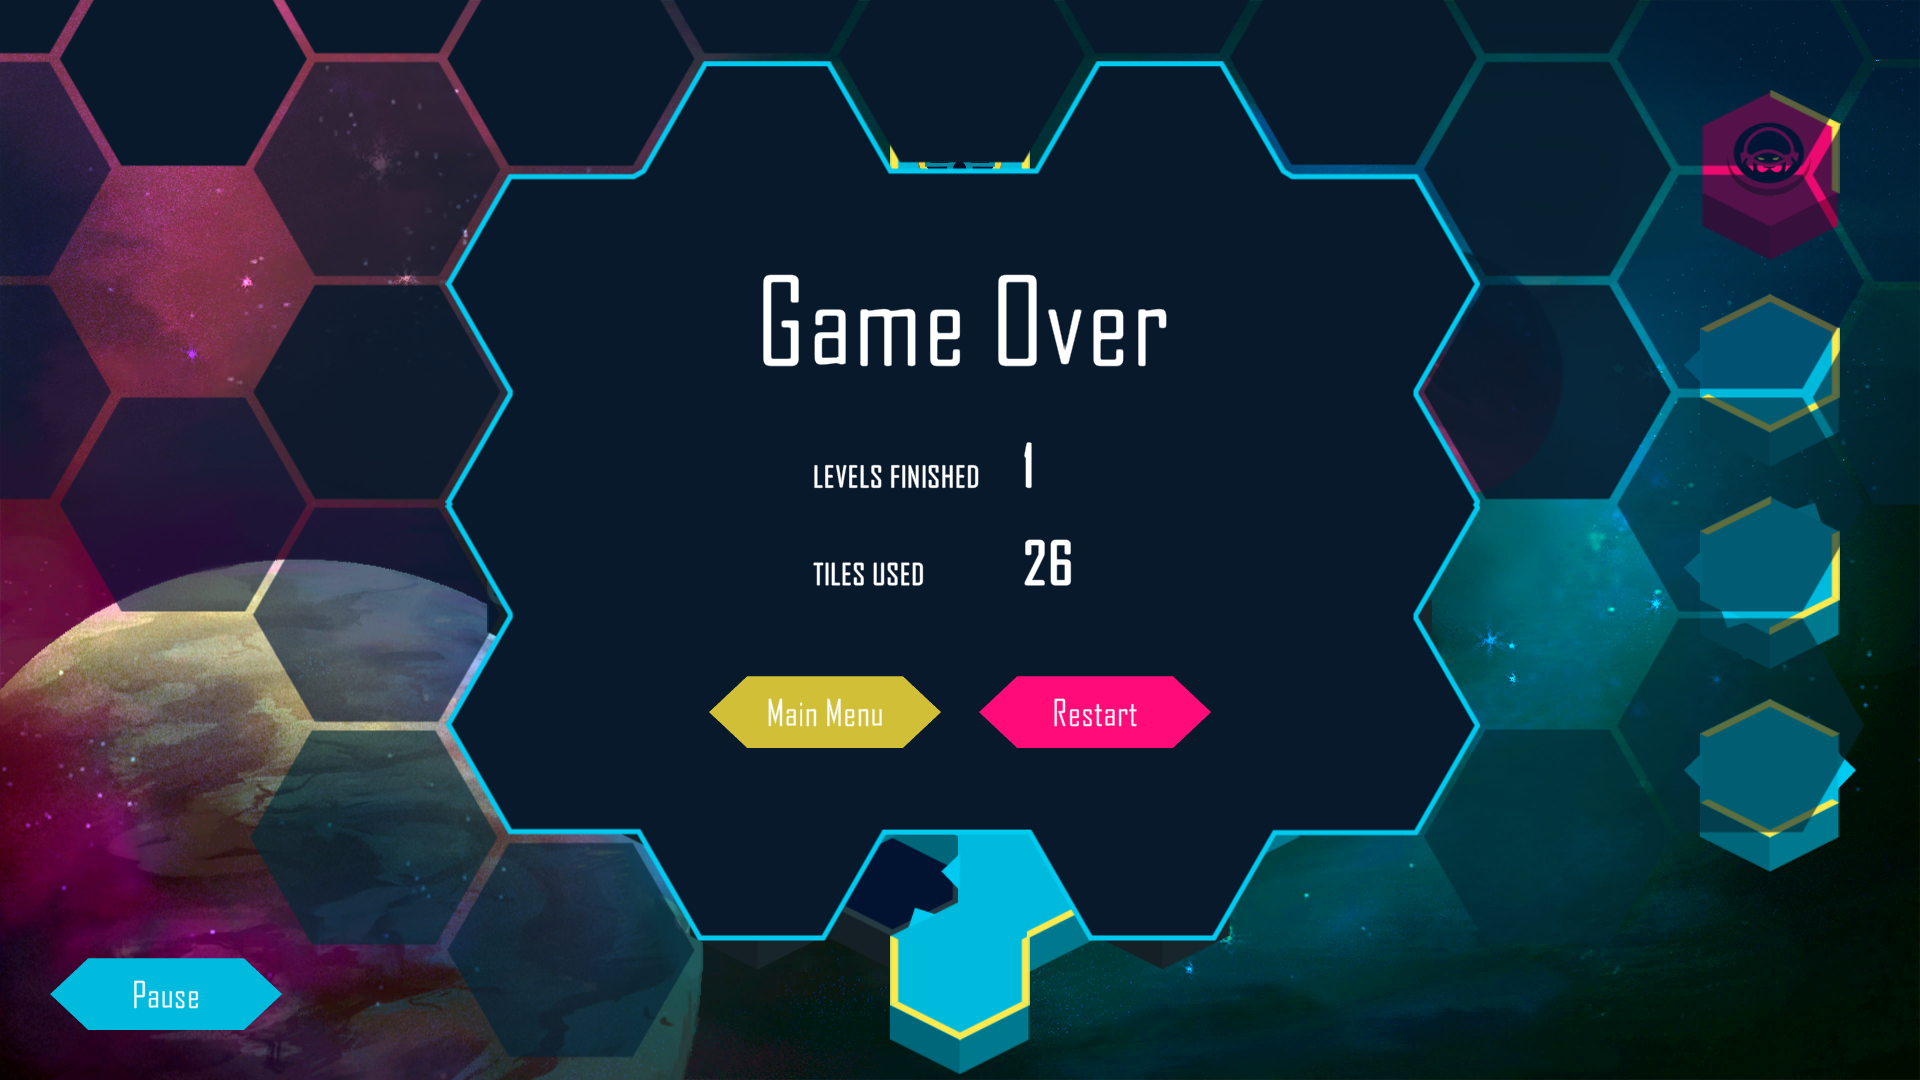 Game Over
LEVELS FINISHED 1
TILES USED 26
Main Menu
Restart
Pause